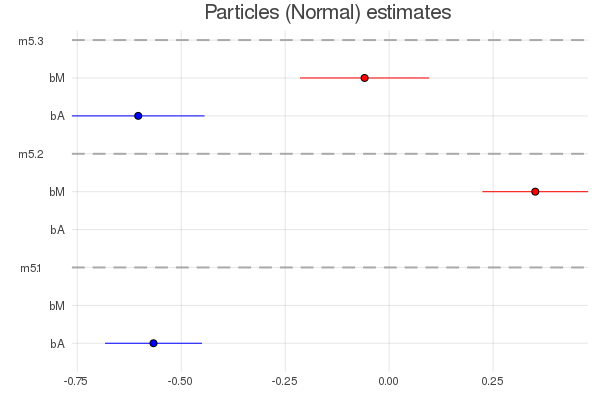 Particles (Normal) estimates
m5.3
bM
bA
m5.2
bM
bA
m5.1
bM
bA
-0.75 -0.50 -0.25 0.00 0.25